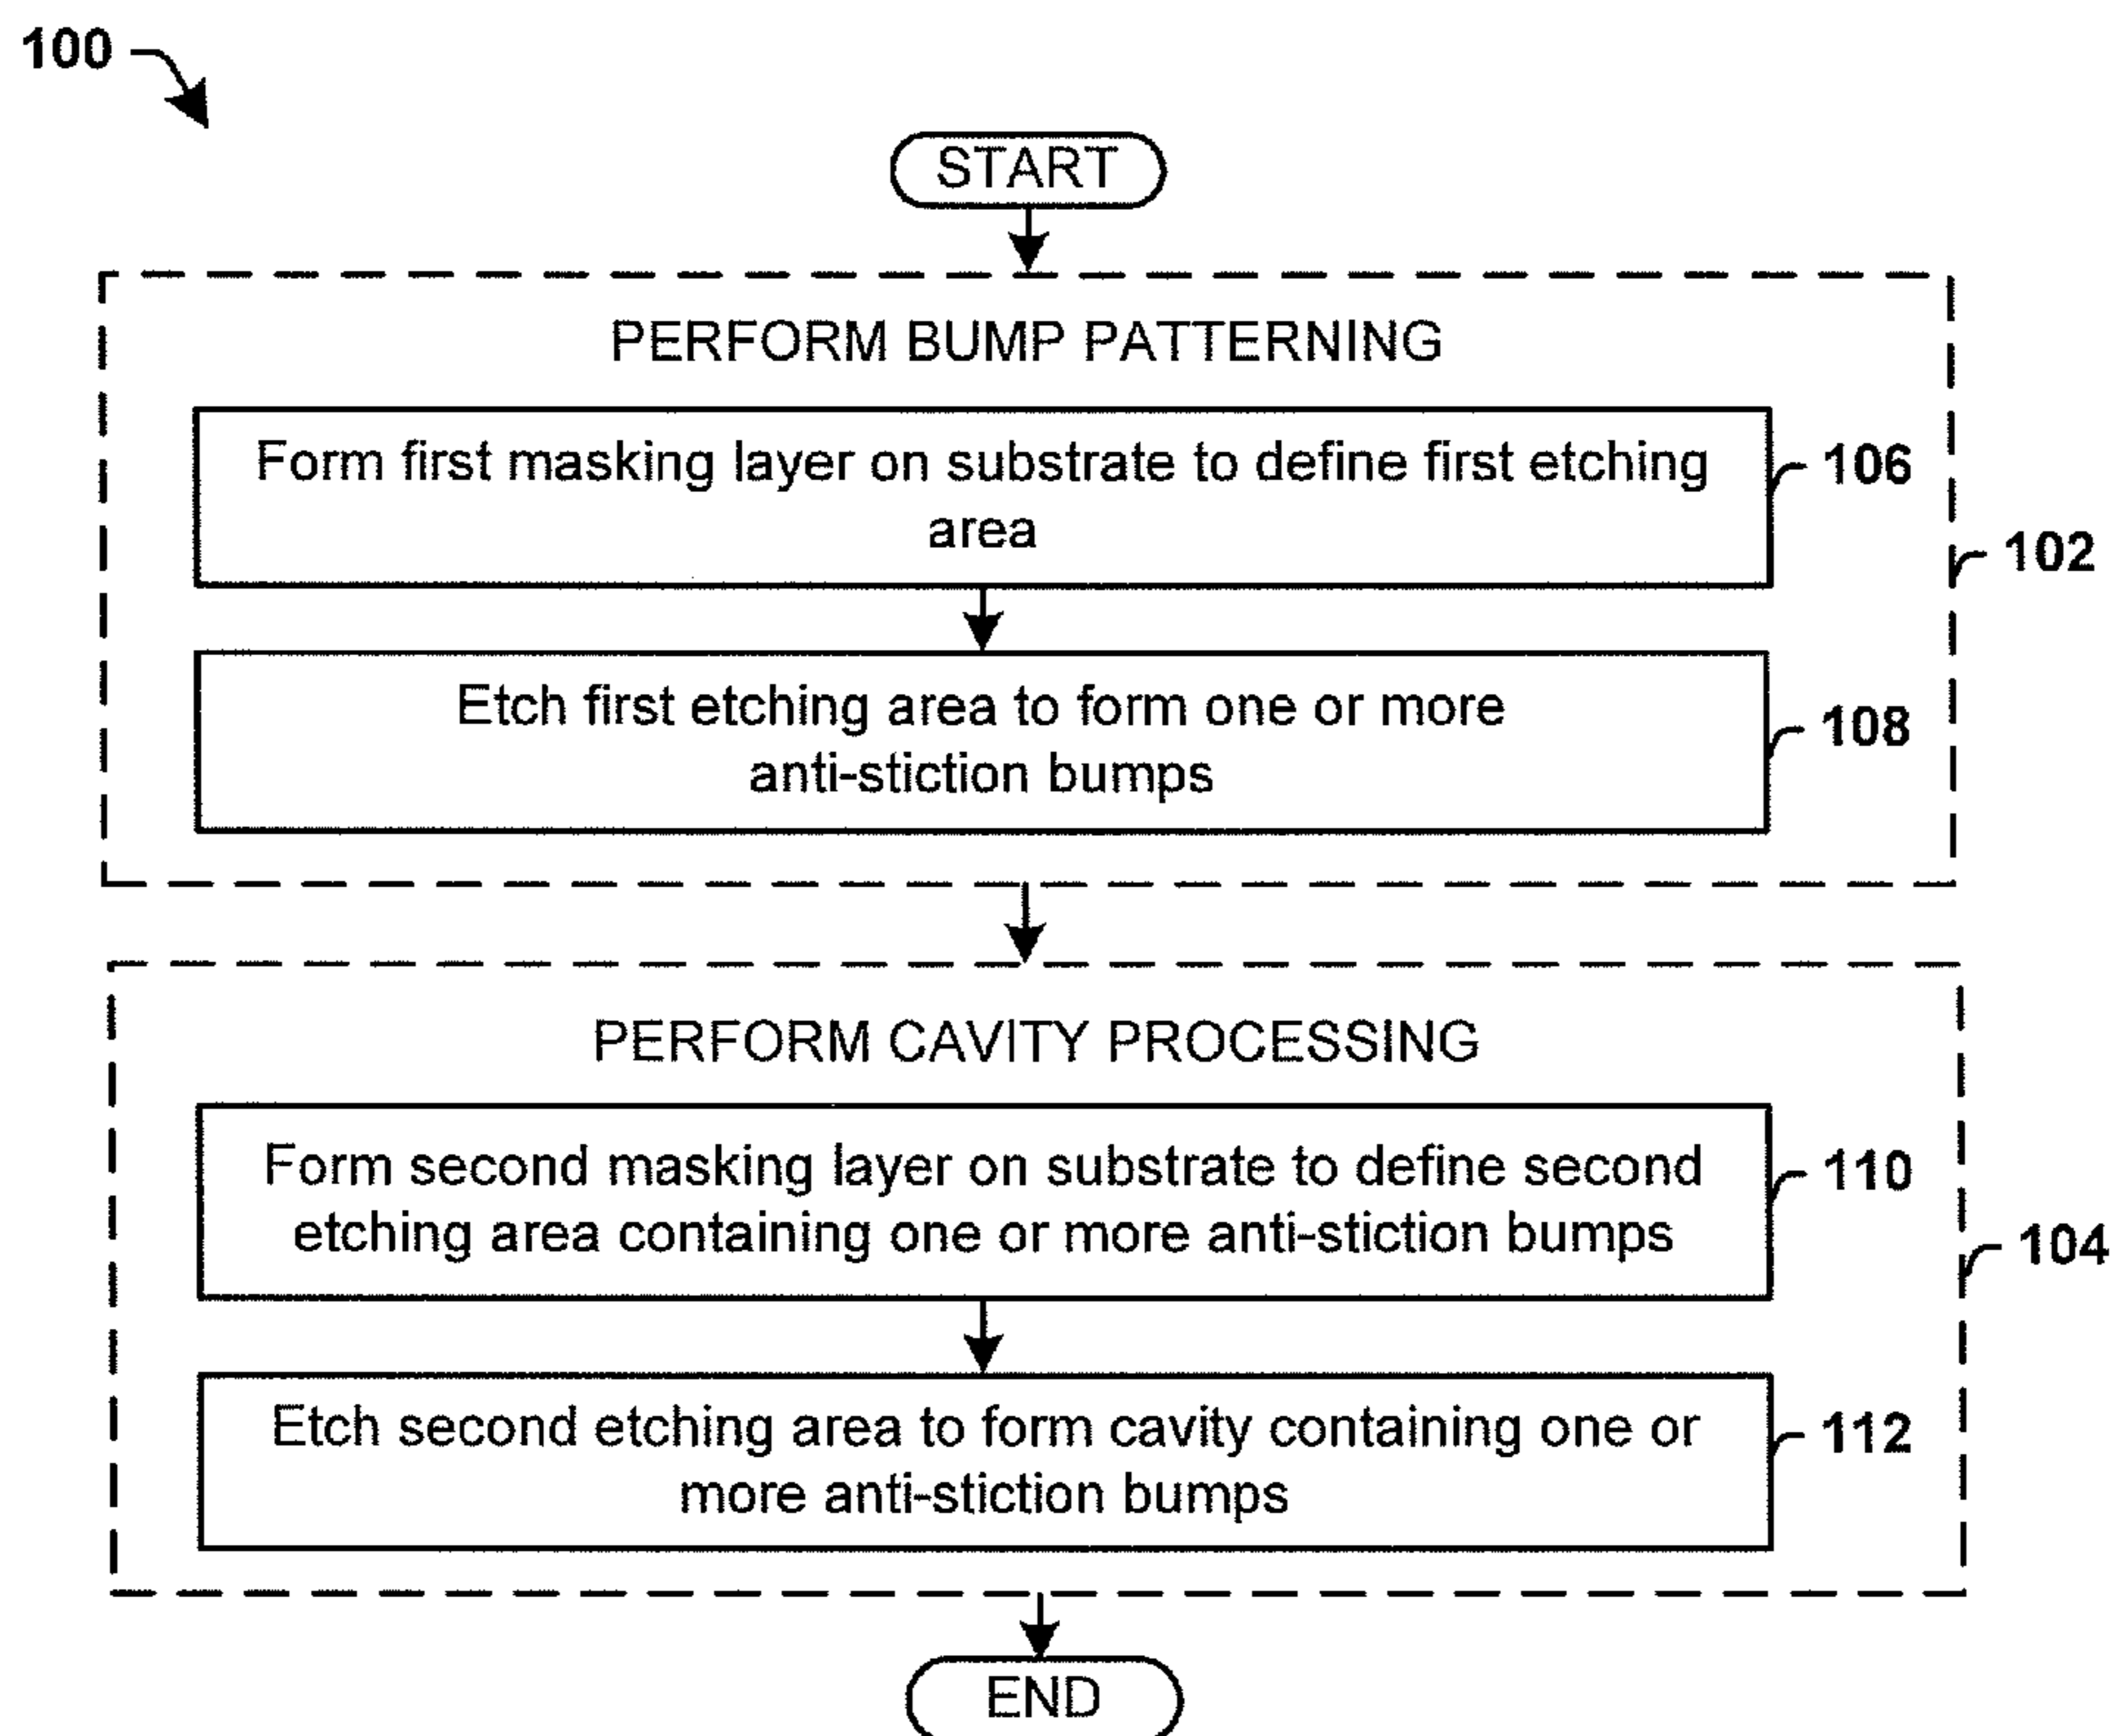 100
START
PERFORM BUMP PATTERNING
Form first masking layer on substrate to define first etching
area
106
102
Etch first etching area to form one or more
anti-stiction bumps
108
PERFORM CAVITY PROCESSING
Form second masking layer on substrate to define second
etching area containing one or more anti-stiction bumps
110
104
Etch second etching area to form cavity containing one or
more anti-stiction bumps
112
END